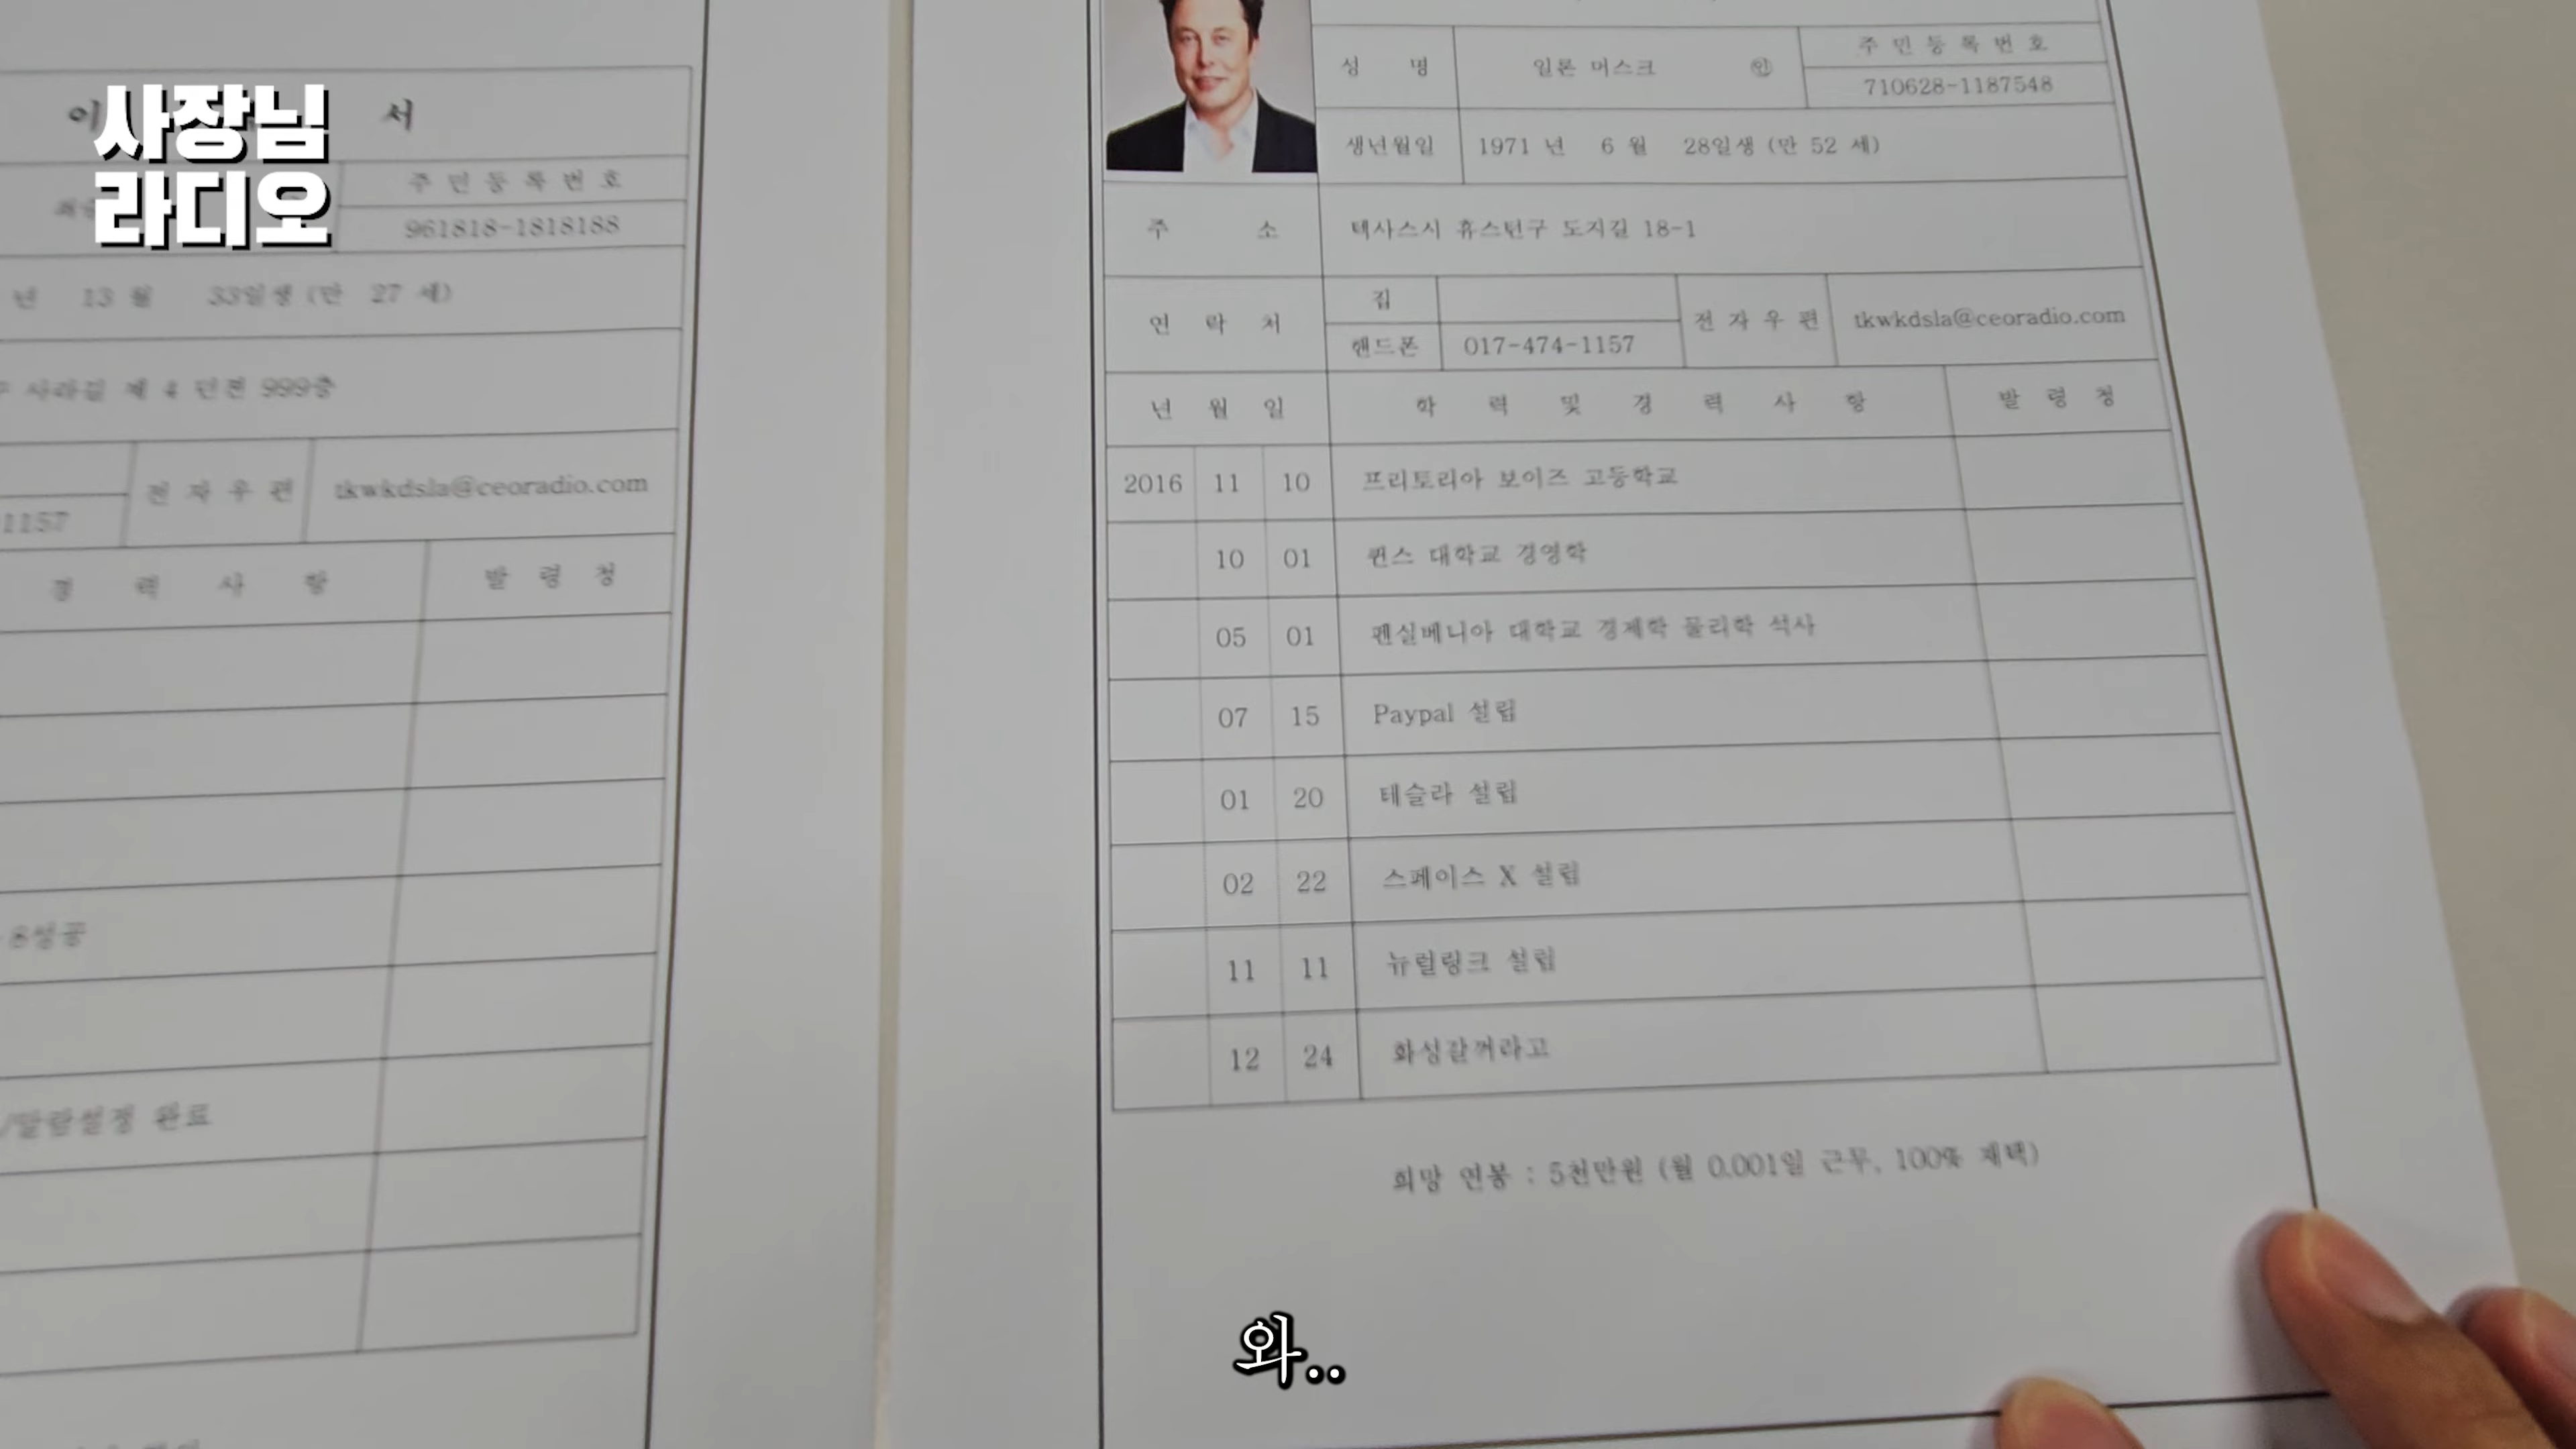 사장님
라디오
이 서
주 민 등 록 번 호
961818-1818188
년 13 월 33일생 (만 27 세)
사라길 제 4 던전 999층
전 자 우 편 tkwkdsla@ceoradio.com
1157
경 력 사 항 발 령 청
8성공
/알람설정 완료
성 명 일론 머스크 ㊞ 주 민 등 록 번 호
710628-1187548
생년월일 1971 년 6 월 28일생 (만 52 세)
주 소 텍사스시 휴스턴구 도지길 18-1
연 락 처 집 전 자 우 편 tkwkdsla@ceoradio.com
핸드폰 017-474-1157
년 월 일 학 력 및 경 력 사 항 발 령 청
2016 11 10 프리토리아 보이즈 고등학교
10 01 퀸스 대학교 경영학
05 01 펜실베니아 대학교 경제학 물리학 석사
07 15 Paypal 설립
01 20 테슬라 설립
02 22 스페이스 X 설립
11 11 뉴럴링크 설립
12 24 화성갈꺼라고
희망 연봉 : 5천만원 (월 0.001일 근무, 100% 재택)
와..